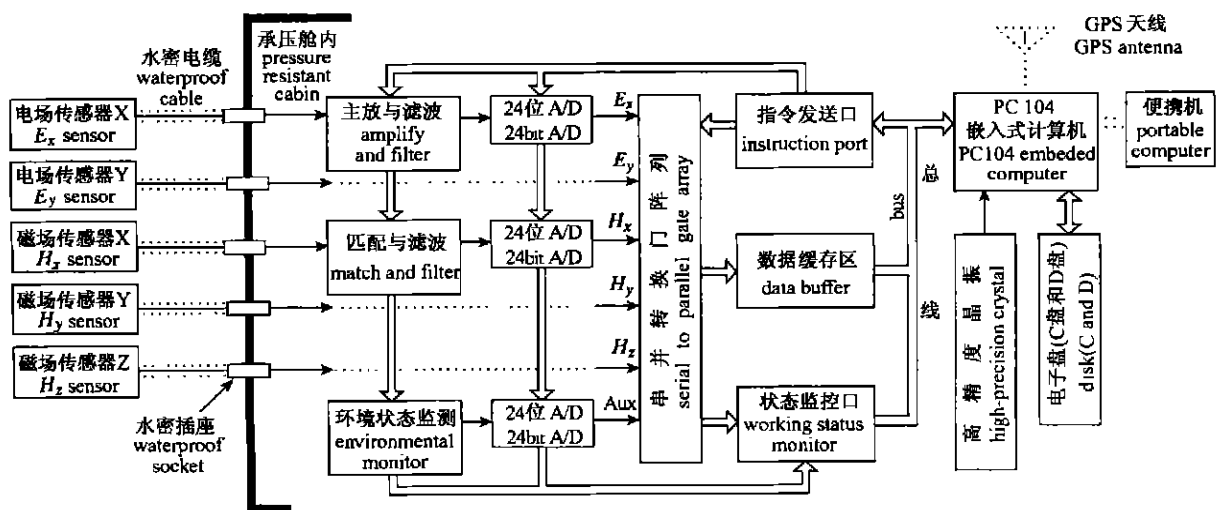 水密电缆
waterproof
cable
承压舱内
pressure
resistant
cabin
GPS 天线
GPS antenna
电场传感器X
Ex sensor
电场传感器Y
Ey sensor
磁场传感器X
Hx sensor
磁场传感器Y
Hy sensor
磁场传感器Z
Hz sensor
水密插座
waterproof
socket
主放与滤波
amplify
and filter
匹配与滤波
match and filter
环境状态监测
environmental
monitor
24位 A/D
24bit A/D
24位 A/D
24bit A/D
24位 A/D
24bit A/D
Ex
Ey
Hx
Hy
Hz
Aux
串并转换门阵列
serial to parallel gate array
指令发送口
instruction port
数据缓存区
data buffer
状态监控口
working status
monitor
总线
bus
PC 104
嵌入式计算机
PC104 embeded
computer
便携机
portable
computer
高精度晶振
high-precision crystal
电子盘(C盘和D盘)
disk(C and D)